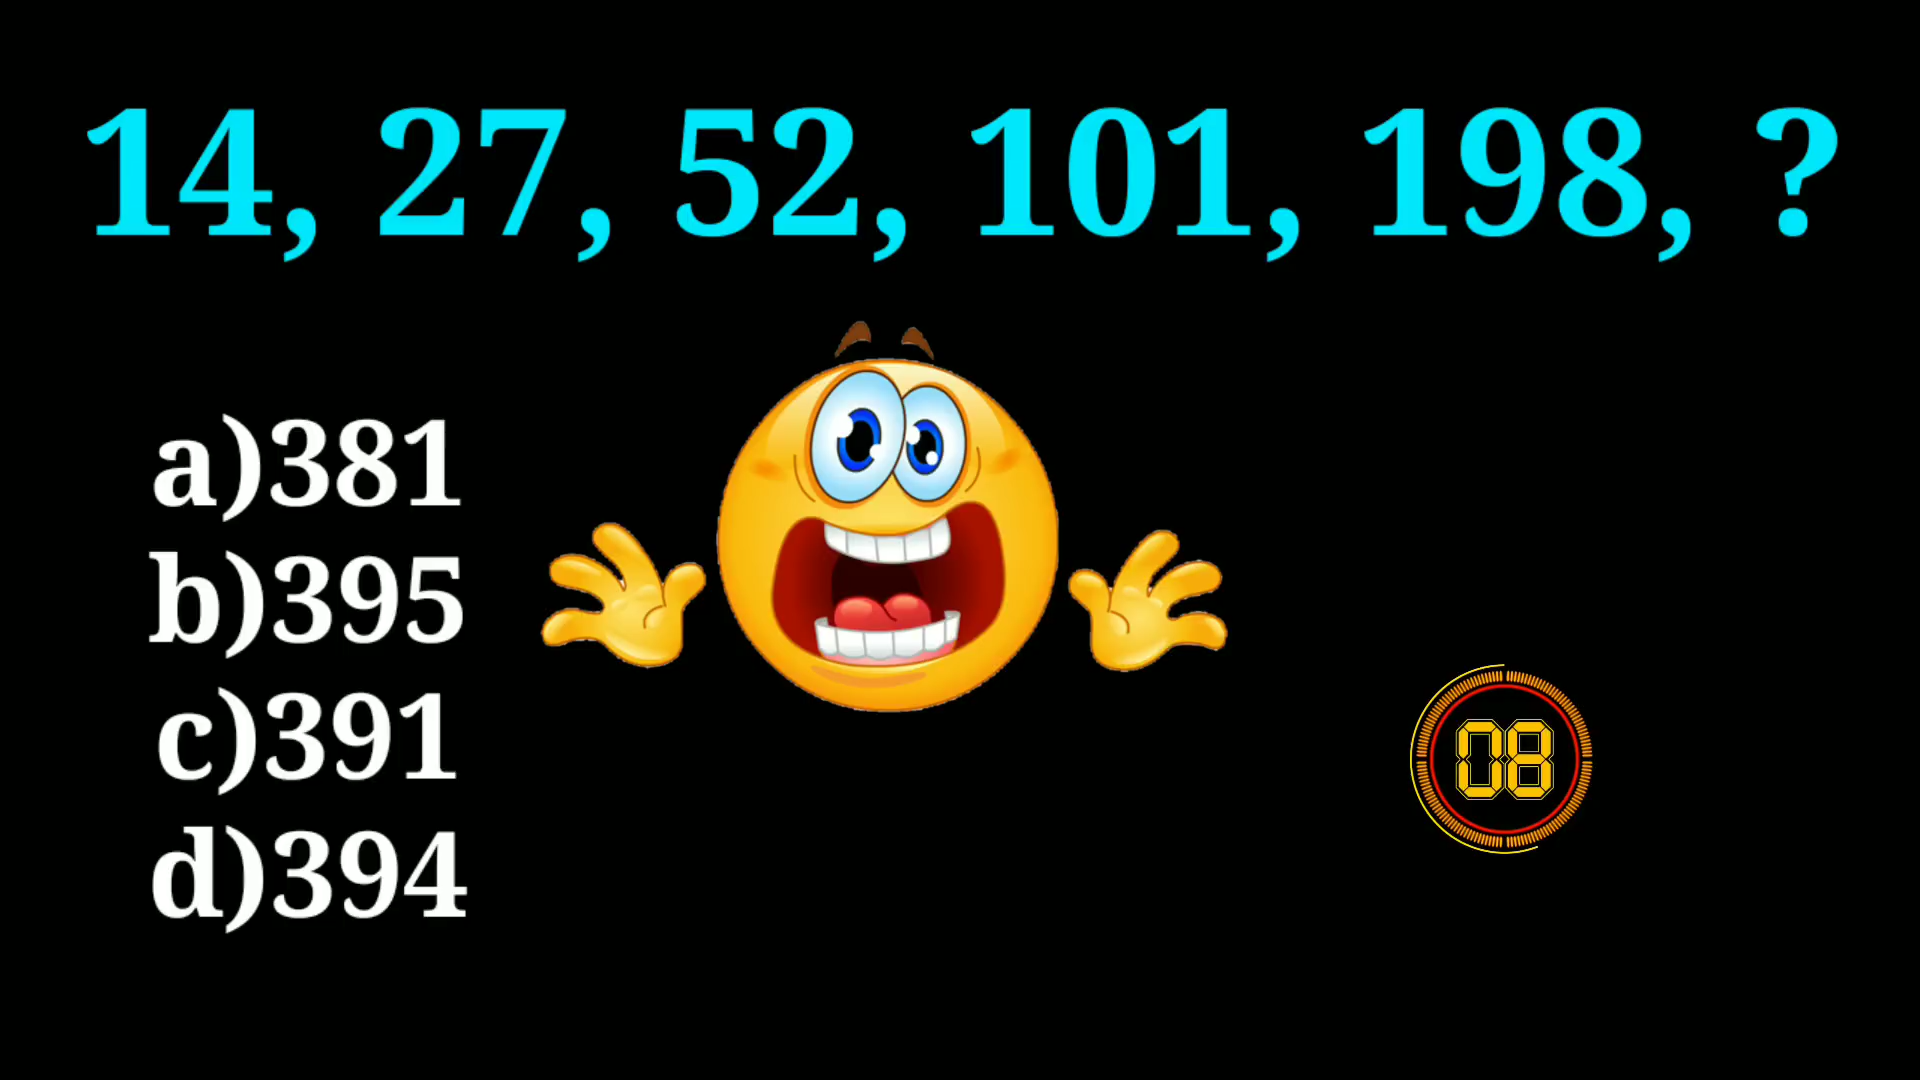 14, 27, 52, 101, 198, ?
a)381
b)395
c)391
d)394
08